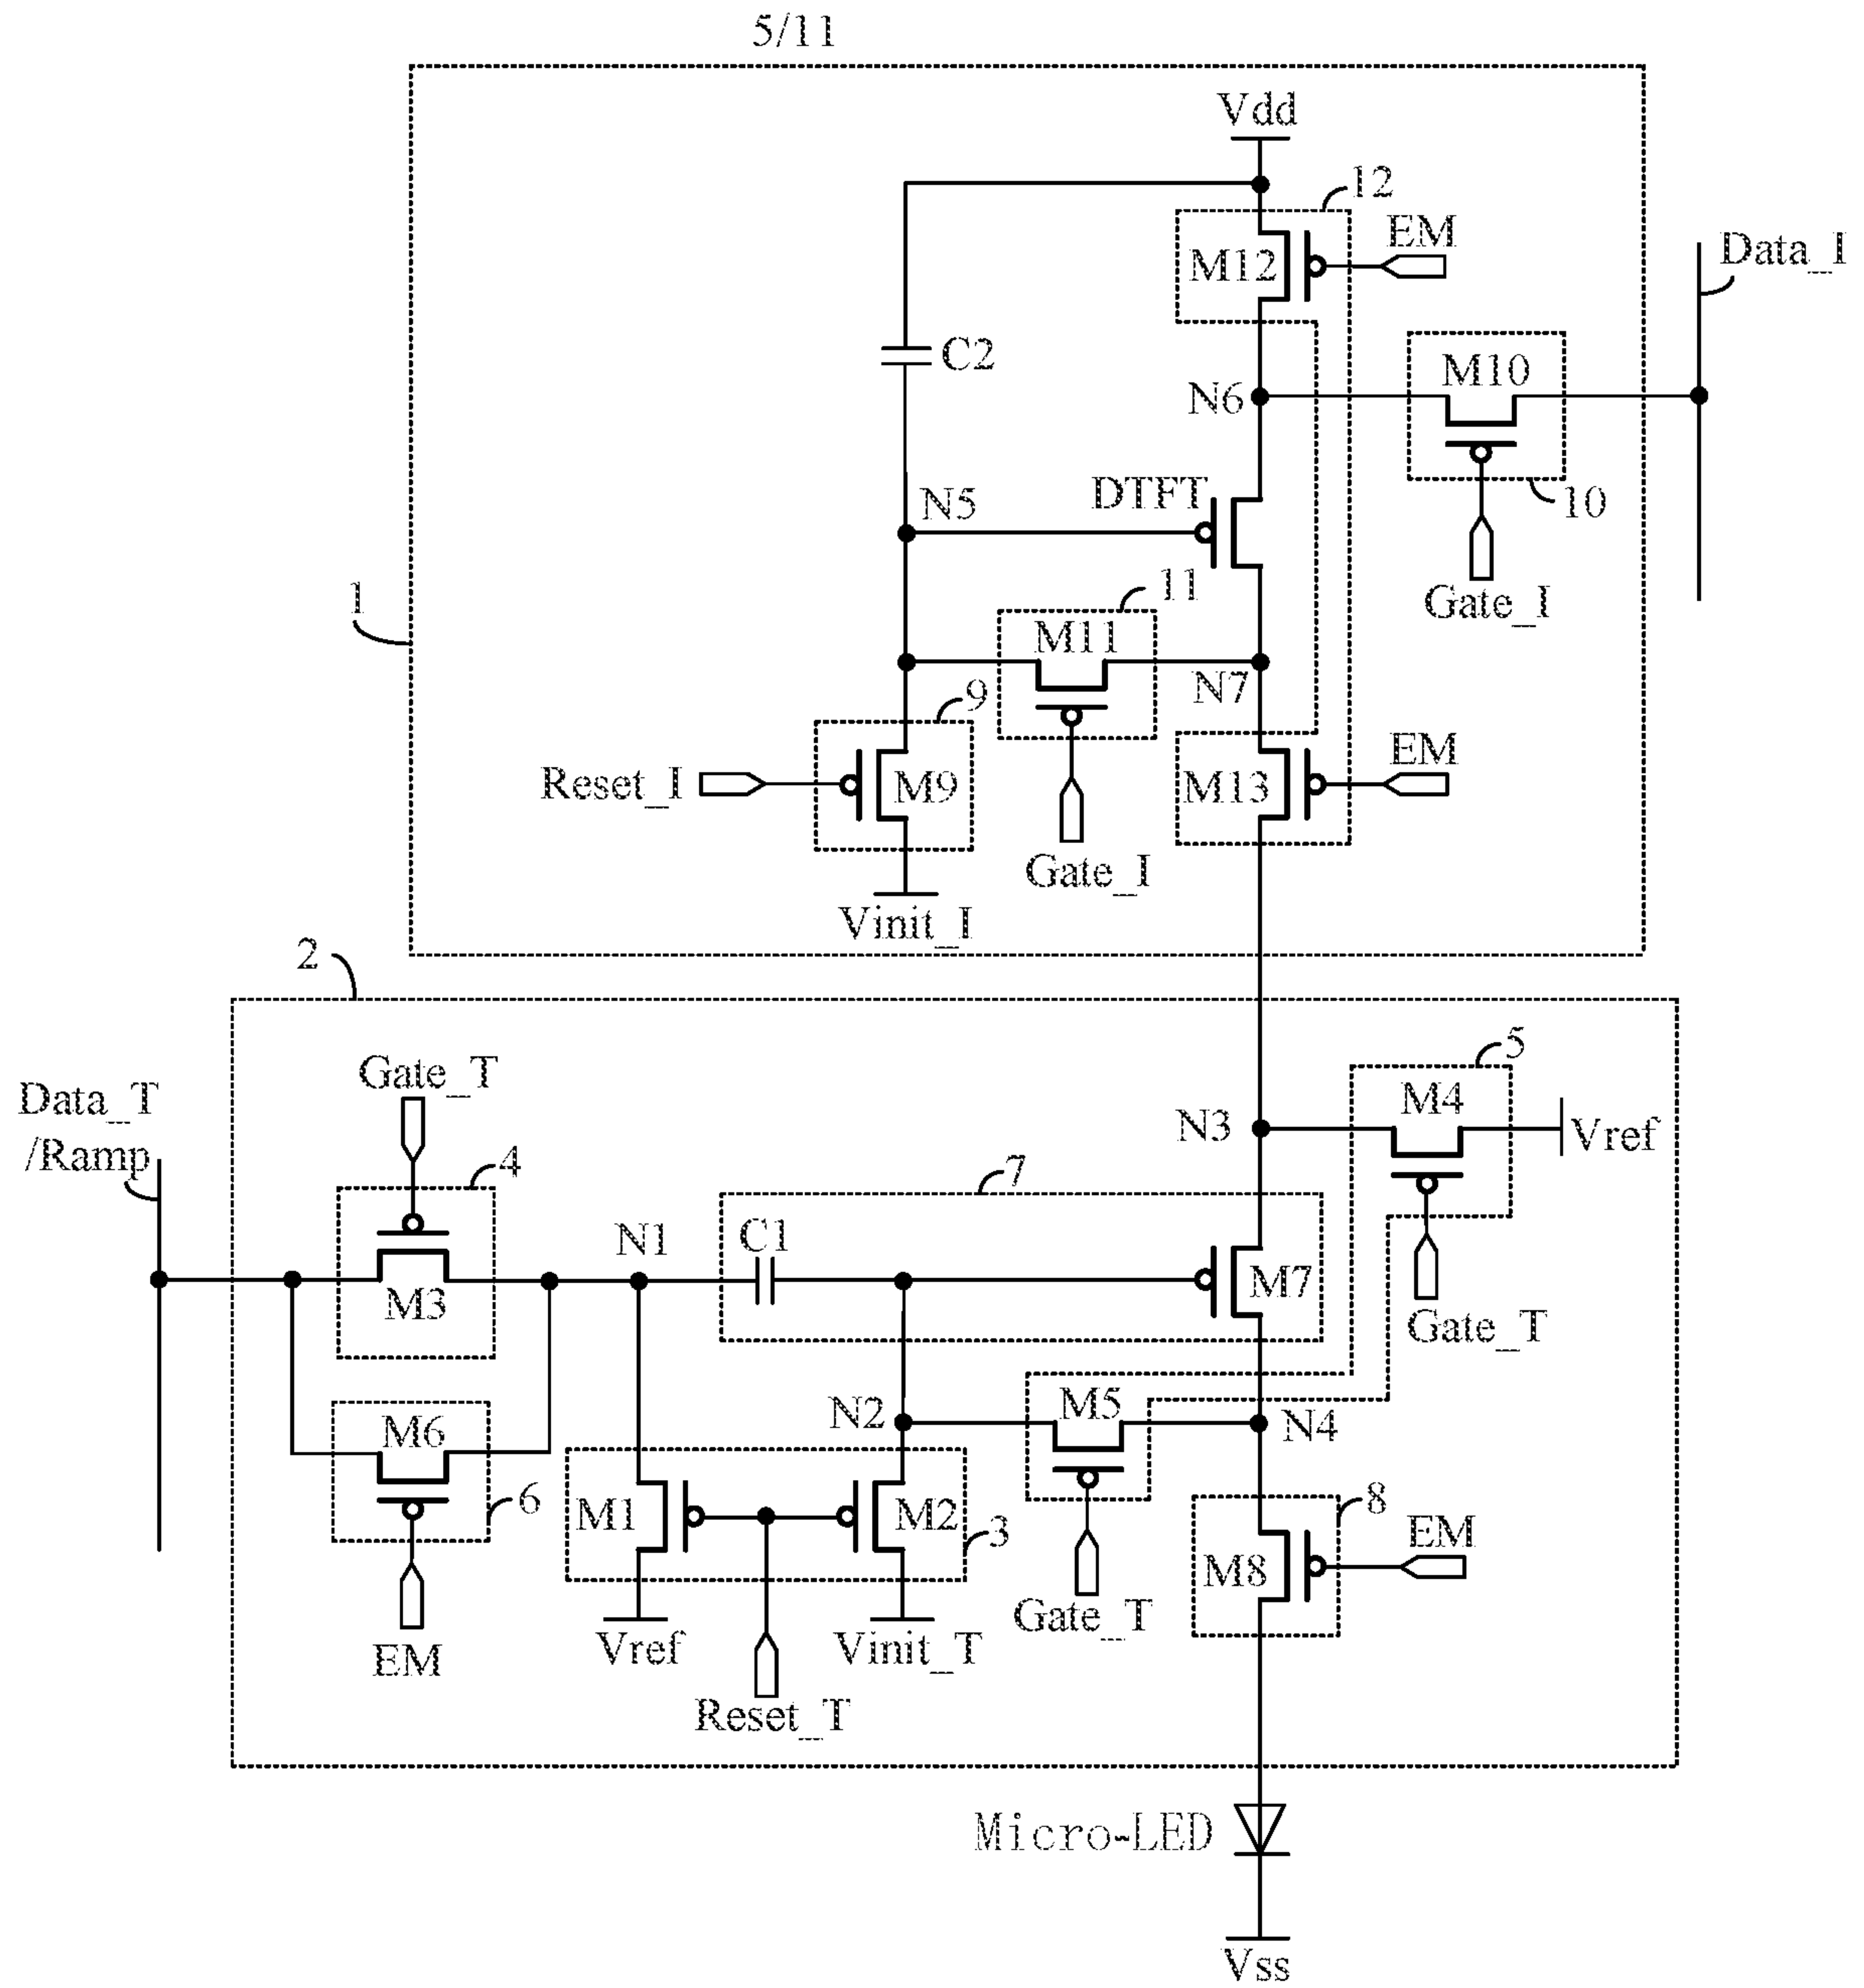 5/11
Vdd
12
EM
M12
Data_I
C2
M10
N6
N5
DTFT
10
11
Gate_I
1
M11
N7
9
EM
Reset_I
M9
M13
Gate_I
Vinit_I
2
5
Gate_T
Data_T
/Ramp
M4
N3
Vref
4
7
N1
C1
M3
M7
Gate_T
M5
N2
N4
M6
6
M1
M2
3
8
EM
M8
Gate_T
EM
Vref
Vinit_T
Reset_T
Micro-LED
Vss